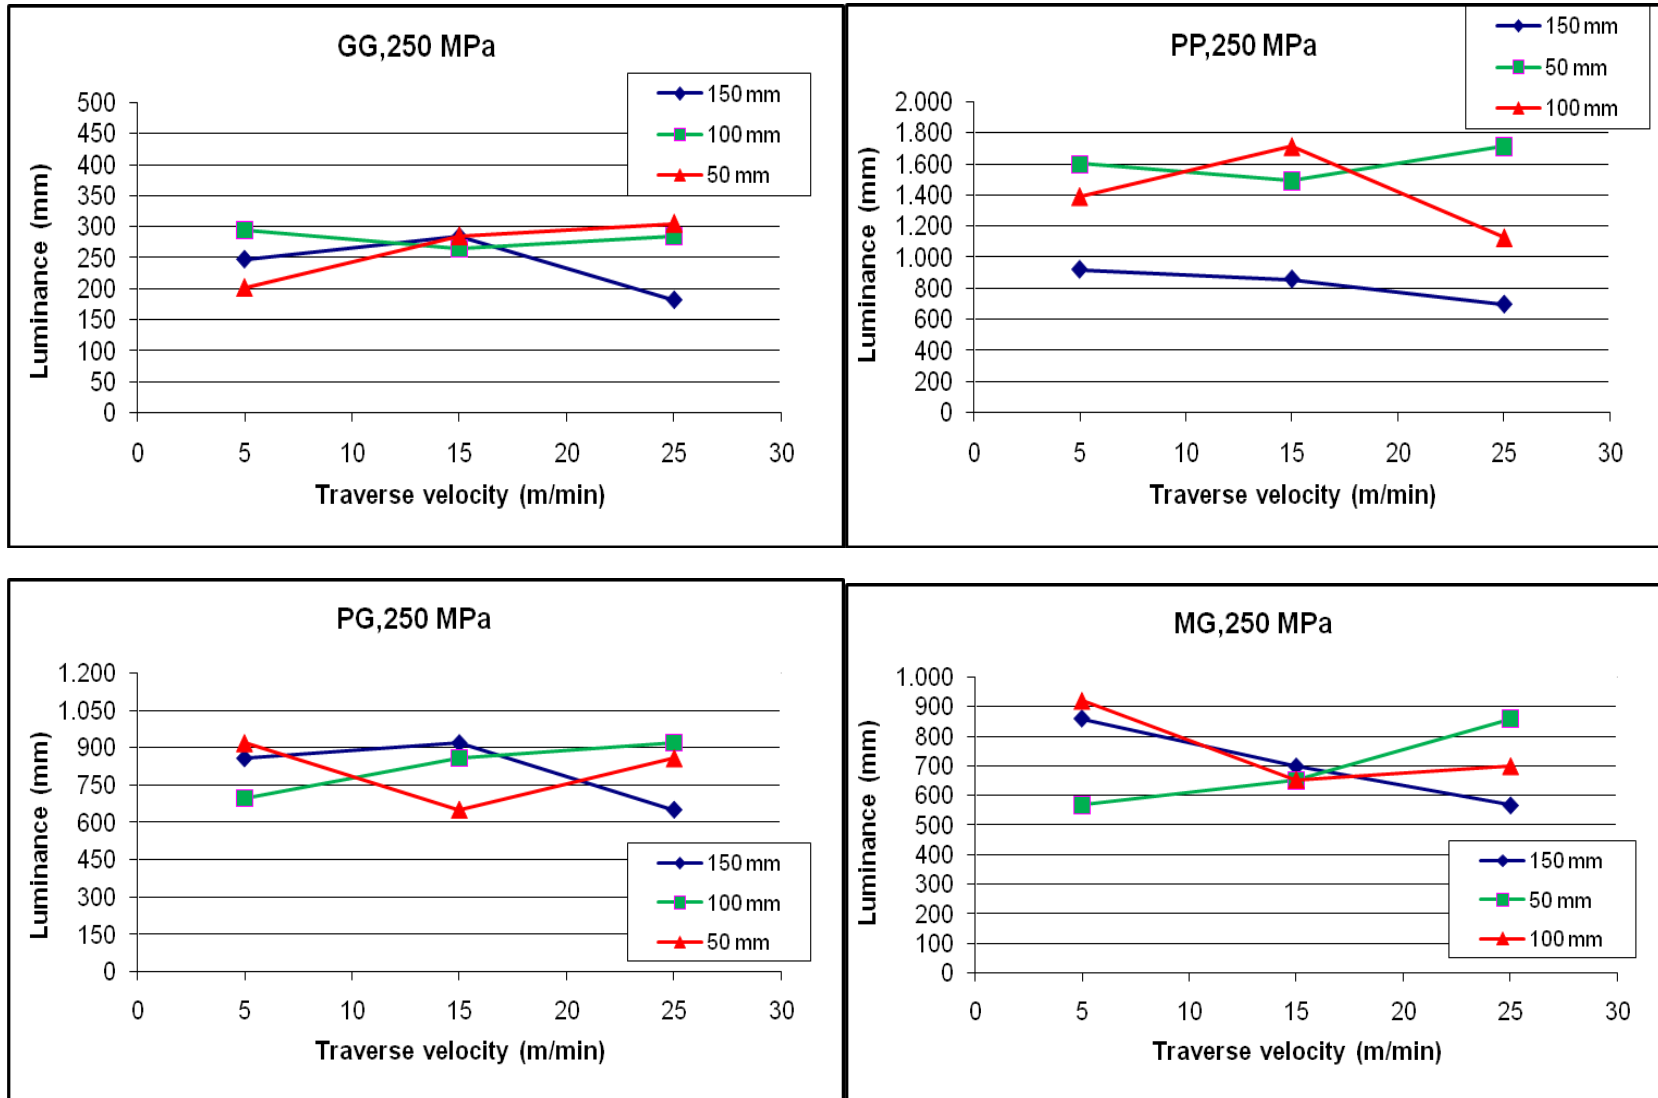 GG,250 MPa
150 mm
100 mm
50 mm
500
450
400
350
300
250
200
150
100
50
0
Luminance (mm)
0 5 10 15 20 25 30
Traverse velocity (m/min)
PP,250 MPa
150 mm
50 mm
100 mm
2.000
1.800
1.600
1.400
1.200
1.000
800
600
400
200
0
Luminance (mm)
0 5 10 15 20 25 30
Traverse velocity (m/min)
PG,250 MPa
1.200
1.050
900
750
600
450
300
150
0
Luminance (mm)
150 mm
100 mm
50 mm
0 5 10 15 20 25 30
Traverse velocity (m/min)
MG,250 MPa
1.000
900
800
700
600
500
400
300
200
100
0
Luminance (mm)
150 mm
50 mm
100 mm
0 5 10 15 20 25 30
Traverse velocity (m/min)